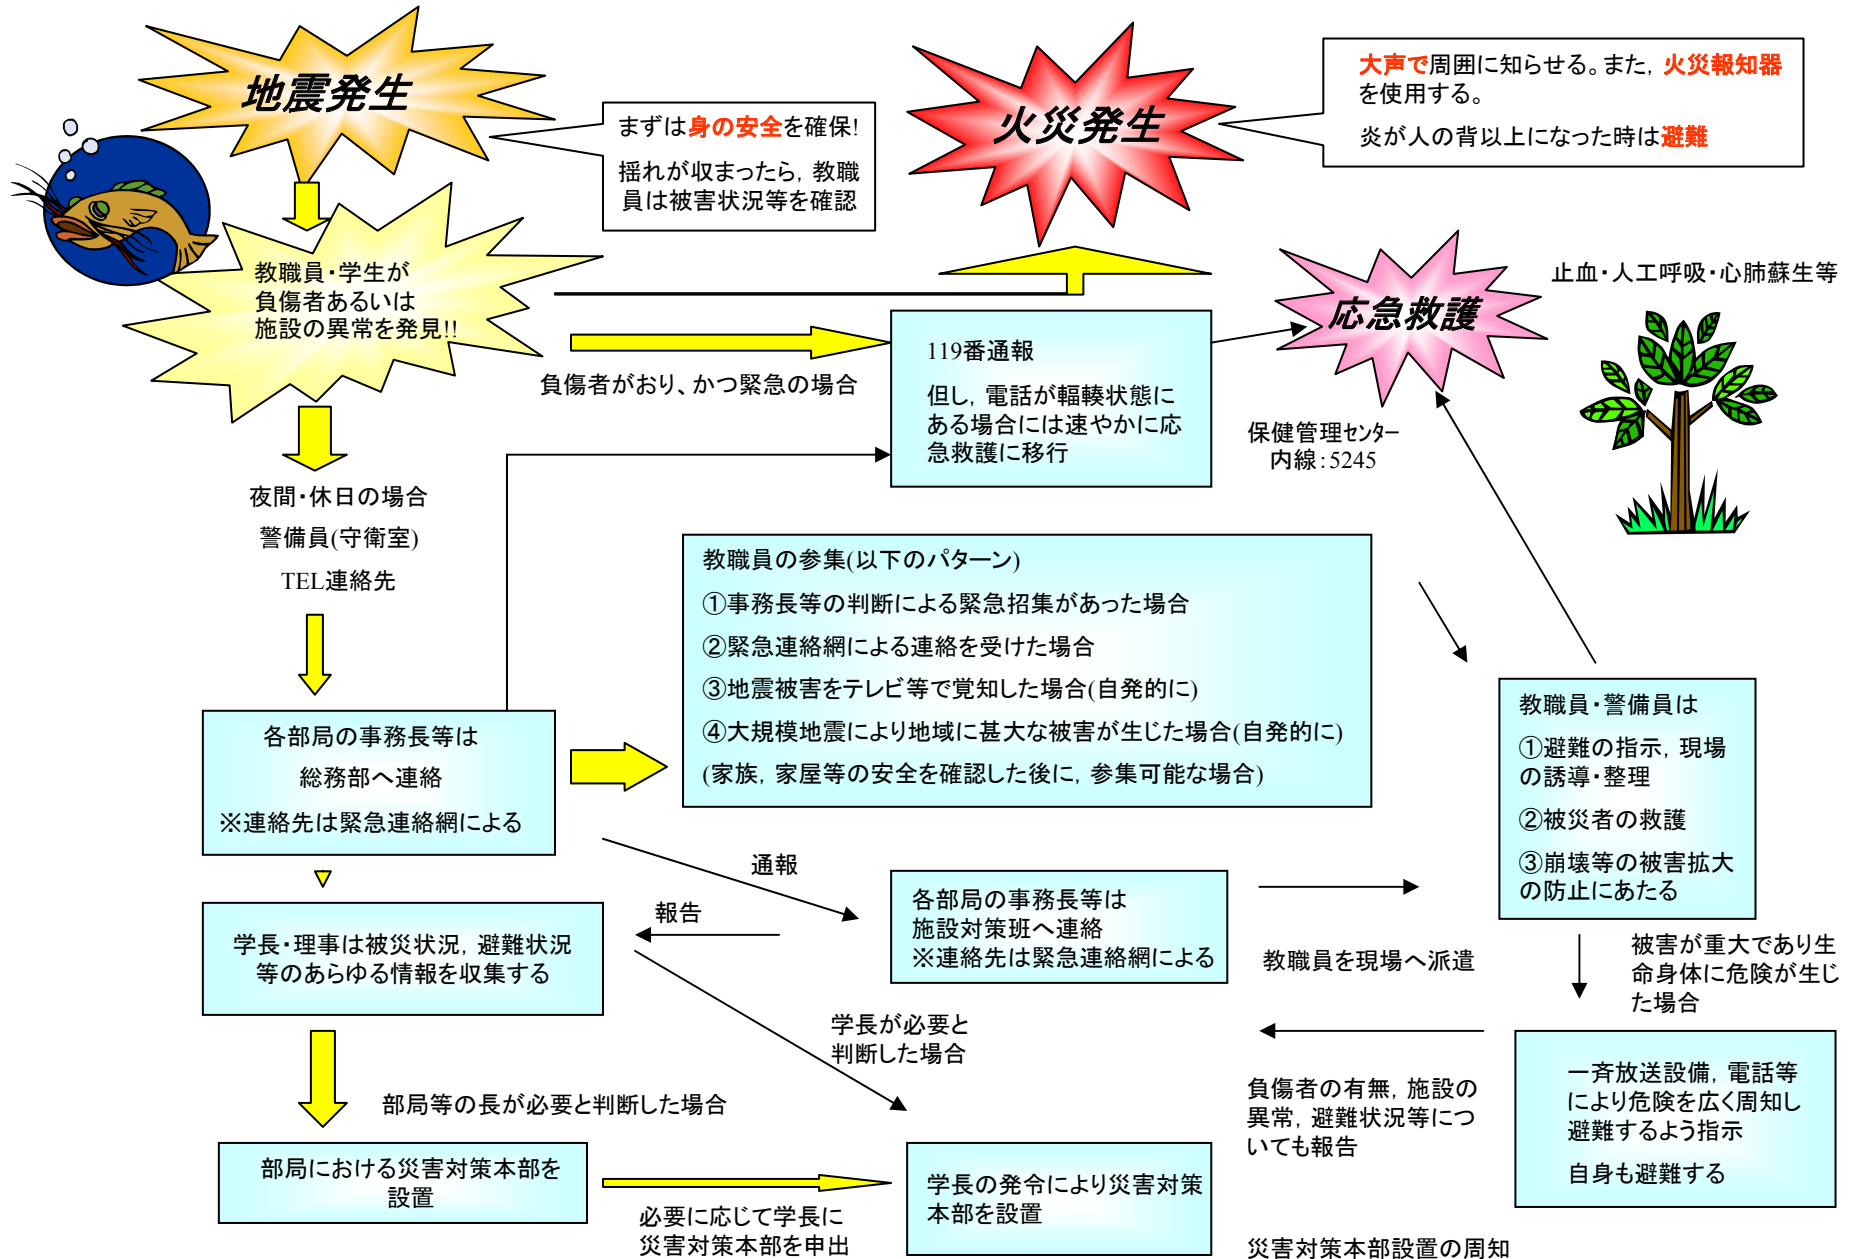 地震発生
まずは身の安全を確保!
揺れが収まったら, 教職
員は被害状況等を確認
火災発生
大声で周囲に知らせる。また, 火災報知器
を使用する。
炎が人の背以上になった時は避難
教職員・学生が
負傷者あるいは
施設の異常を発見!!
負傷者がおり、かつ緊急の場合
119番通報
但し, 電話が輻輳状態に
ある場合には速やかに応
急救護に移行
応急救護
止血・人工呼吸・心肺蘇生等
保健管理センター
内線:5245
夜間・休日の場合
警備員(守衛室)
TEL連絡先
教職員の参集(以下のパターン)
①事務長等の判断による緊急招集があった場合
②緊急連絡網による連絡を受けた場合
③地震被害をテレビ等で覚知した場合(自発的に)
④大規模地震により地域に甚大な被害が生じた場合(自発的に)
(家族, 家屋等の安全を確認した後に, 参集可能な場合)
各部局の事務長等は
総務部へ連絡
※連絡先は緊急連絡網による
教職員・警備員は
①避難の指示, 現場
の誘導・整理
②被災者の救護
③崩壊等の被害拡大
の防止にあたる
通報
報告
各部局の事務長等は
施設対策班へ連絡
※連絡先は緊急連絡網による
教職員を現場へ派遣
学長・理事は被災状況, 避難状況
等のあらゆる情報を収集する
被害が重大であり生
命身体に危険が生じ
た場合
学長が必要と
判断した場合
部局等の長が必要と判断した場合
負傷者の有無, 施設の
異常, 避難状況等につ
いても報告
一斉放送設備, 電話等
により危険を広く周知し
避難するよう指示
自身も避難する
部局における災害対策本部を
設置
必要に応じて学長に
災害対策本部を申出
学長の発令により災害対策
本部を設置
災害対策本部設置の周知